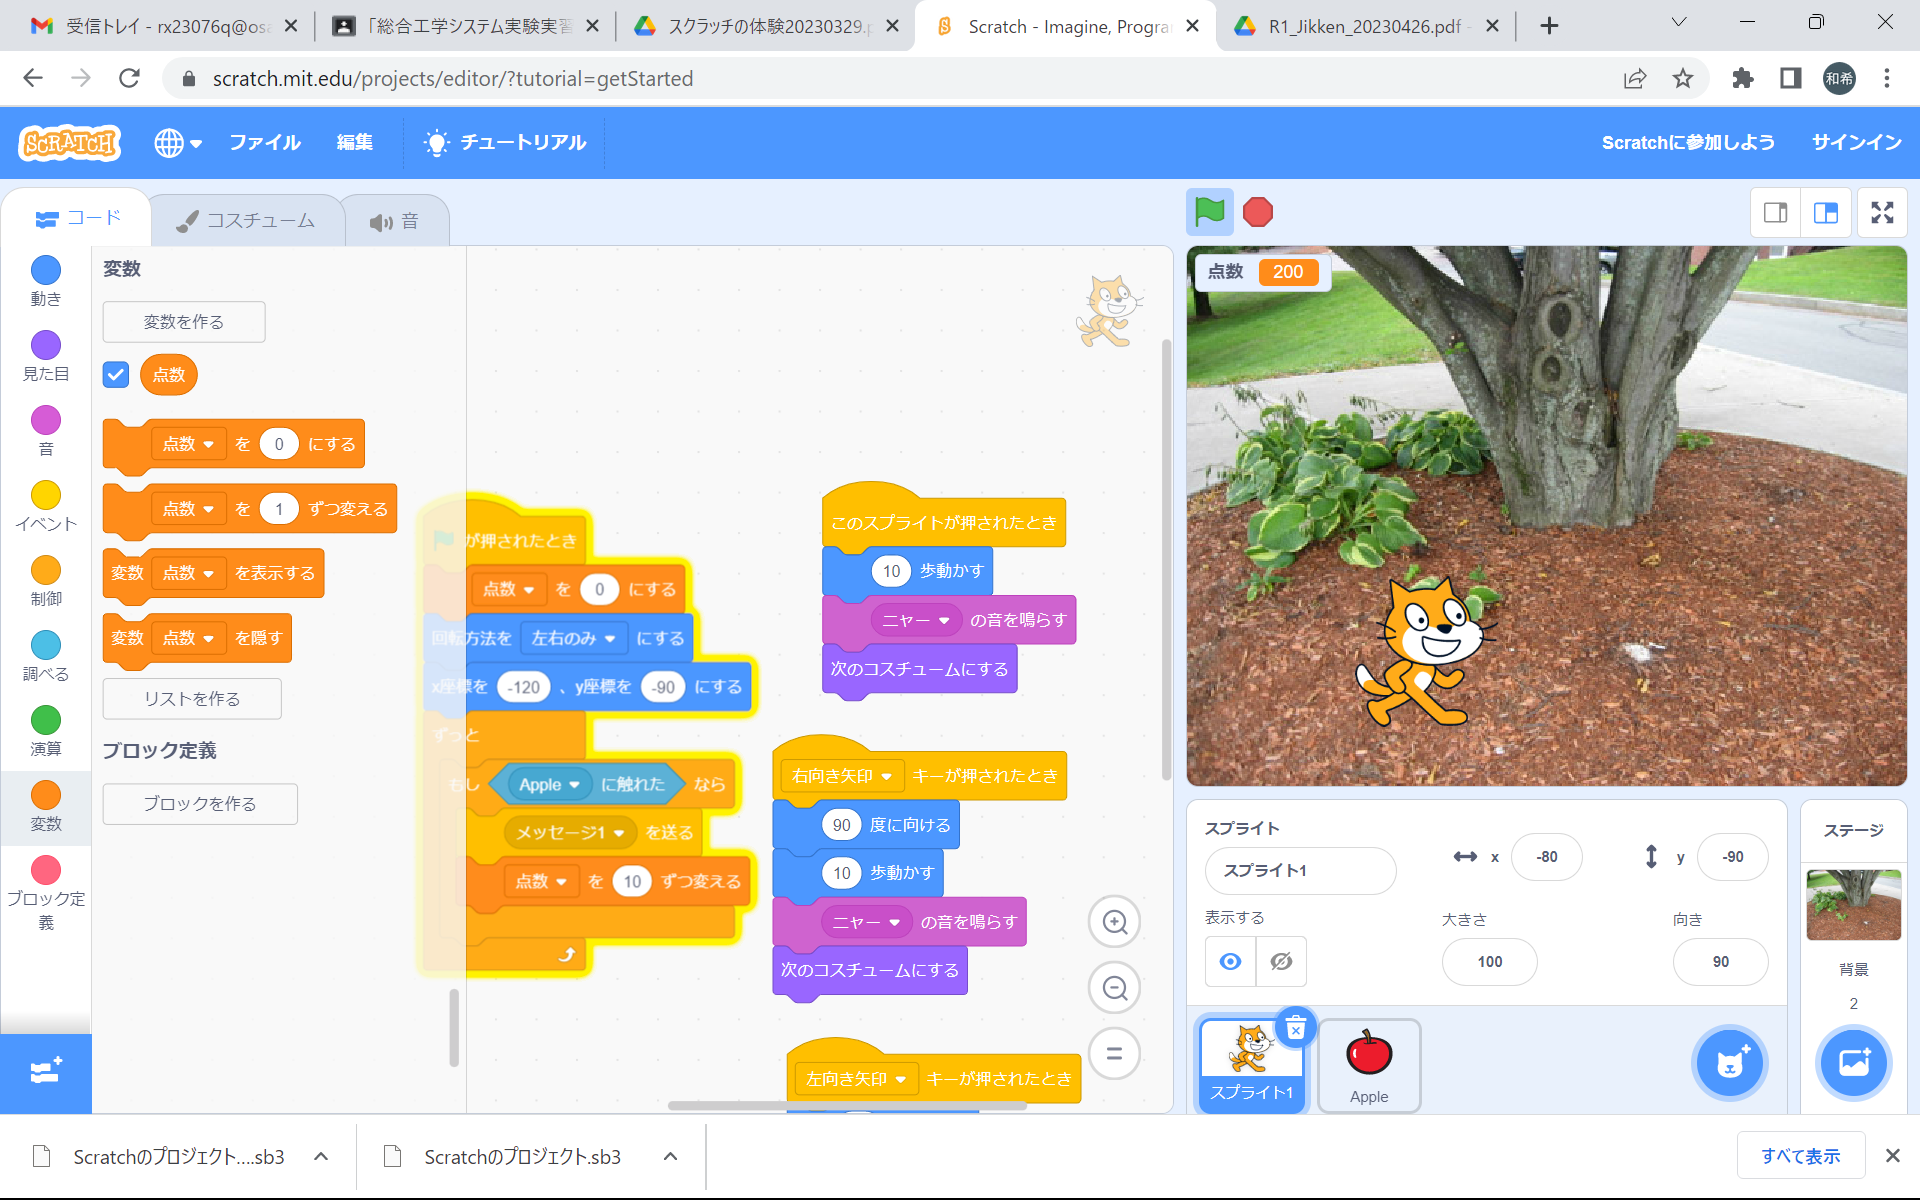 受信トレイ - rx23076q@os
「総合工学システム実験実習
スクラッチの体験20230329.p
Scratch - Imagine, Progra
R1_Jikken_20230426.pdf -
scratch.mit.edu/projects/editor/?tutorial=getStarted
和希
SCRATCH
ファイル
編集
チュートリアル
Scratchに参加しよう
サインイン
コード
コスチューム
音
動き
見た目
音
イベント
制御
調べる
演算
変数
ブロック定義
変数
変数を作る
点数
点数 を 0 にする
点数 を 1 ずつ変える
変数 点数 を表示する
変数 点数 を隠す
リストを作る
ブロック定義
ブロックを作る
が押されたとき
点数 を 0 にする
回転方法を 左右のみ にする
x座標を -120 、y座標を -90 にする
ずっと
もし Apple に触れた なら
メッセージ1 を送る
点数 を 10 ずつ変える
このスプライトが押されたとき
10 歩動かす
ニャー の音を鳴らす
次のコスチュームにする
右向き矢印 キーが押されたとき
90 度に向ける
10 歩動かす
ニャー の音を鳴らす
次のコスチュームにする
左向き矢印 キーが押されたとき
点数 200
スプライト
スプライト1
x -80
y -90
表示する
大きさ 100
向き 90
スプライト1
Apple
ステージ
背景
2
Scratchのプロジェクト....sb3
Scratchのプロジェクト.sb3
すべて表示